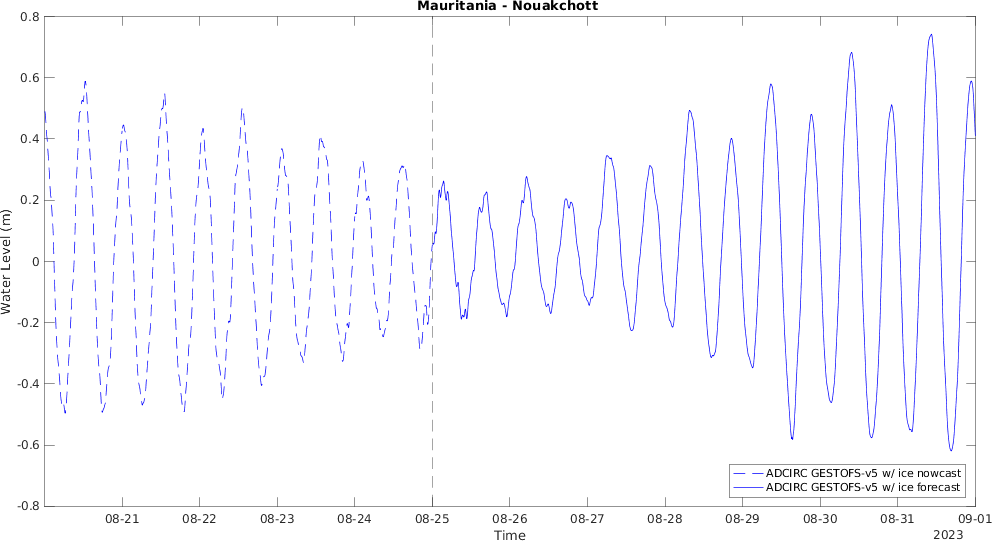 Mauritania - Nouakchott
Water Level (m)
0.8
0.6
0.4
0.2
0
-0.2
-0.4
-0.6
-0.8
ADCIRC GESTOFS-v5 w/ ice nowcast
ADCIRC GESTOFS-v5 w/ ice forecast
08-21 08-22 08-23 08-24 08-25 08-26 08-27 08-28 08-29 08-30 08-31 09-01
Time
2023